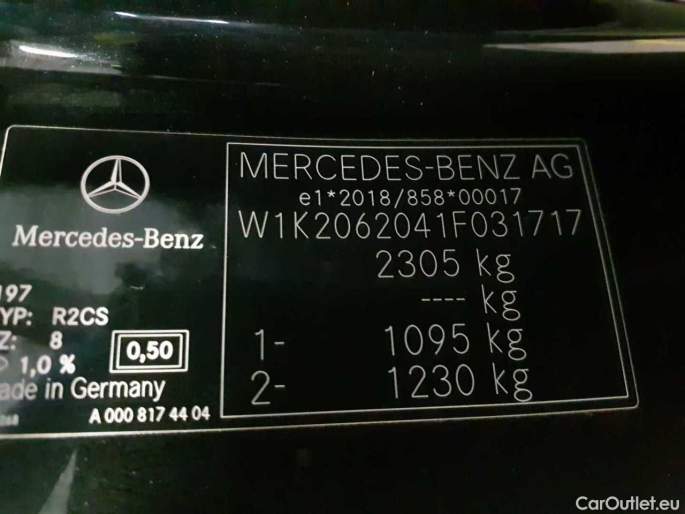 MERCEDES-BENZ AG
e1*2018/858*00017
W1K2062041F031717
2305 kg
---- kg
1- 1095 kg
2- 1230 kg
Mercedes-Benz
197
YP: R2CS
Z: 8
1,0 %
0,50
ade in Germany
A 000 817 44 04
CarOutlet.eu